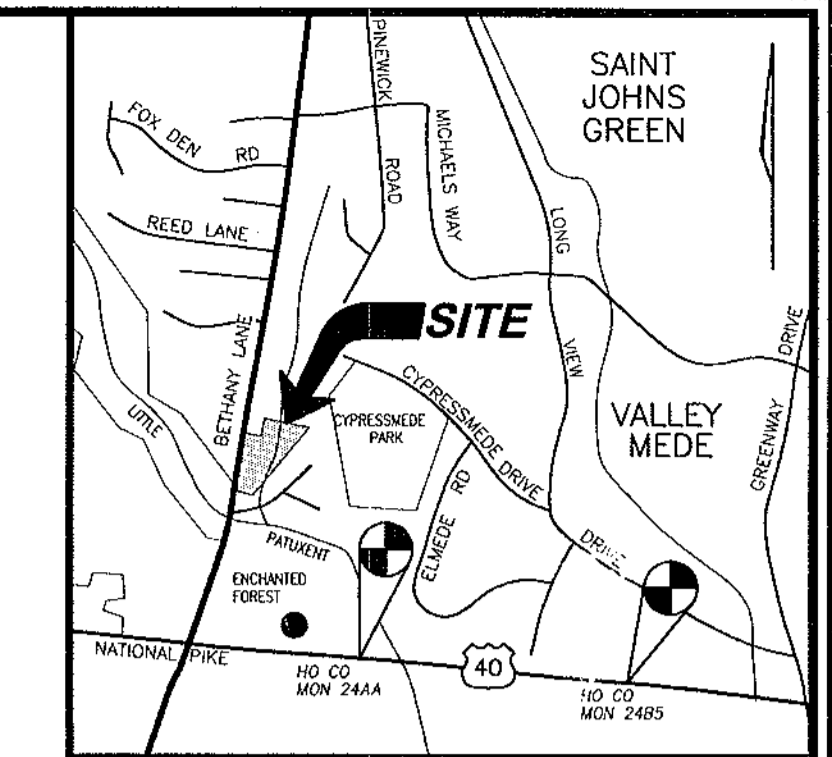 SAINT
JOHNS
GREEN
PINEWICK
ROAD
MICHAELS WAY
FOX DEN
RD
REED LANE
LONG
VIEW
DRIVE
SITE
BETHANY LANE
LITTLE
PATUXENT
CYPRESSMEDE
PARK
CYPRESSMEDE DRIVE
VALLEY
MEDE
GREENWAY
DRIVE
ELMEDE RD
ENCHANTED
FOREST
NATIONAL PIKE
40
HO CO
MON 24AA
HO CO
MON 24B5